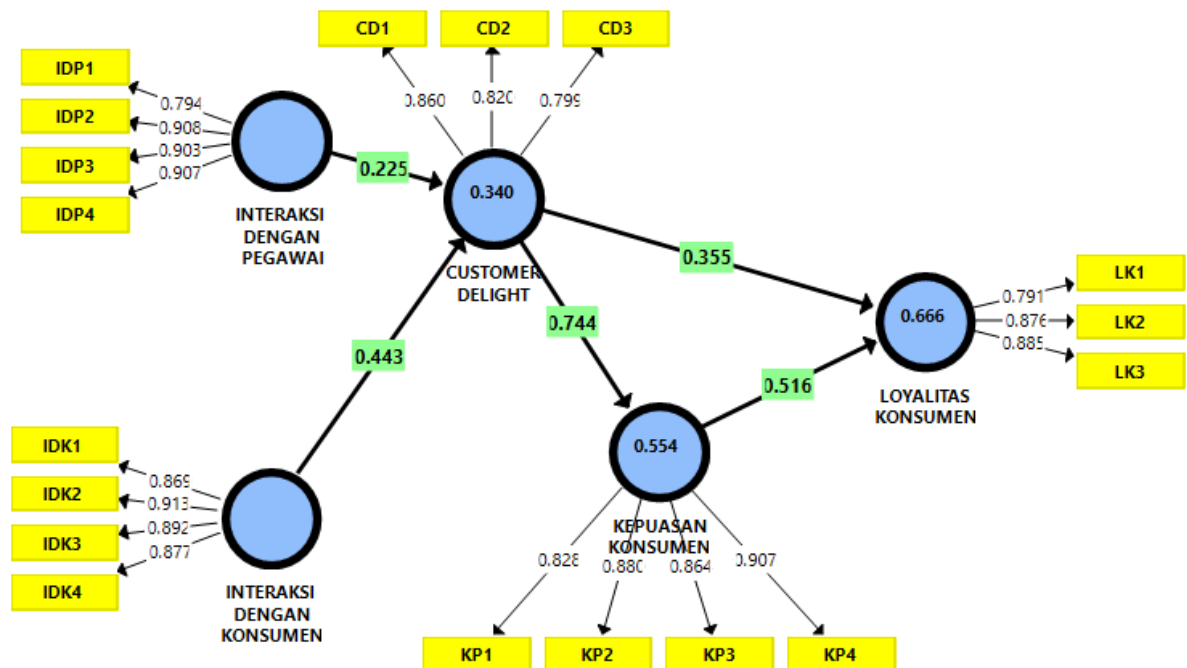 CD1
CD2
CD3
IDP1
IDP2
IDP3
IDP4
0.794
0.908
0.903
0.907
0.860
0.820
0.799
0.225
0.340
INTERAKSI
DENGAN
PEGAWAI
CUSTOMER
DELIGHT
0.355
0.744
0.443
0.666
0.791
0.876
0.885
LK1
LK2
LK3
LOYALITAS
KONSUMEN
0.516
0.554
KEPUASAN
KONSUMEN
IDK1
IDK2
IDK3
IDK4
0.869
0.913
0.892
0.877
INTERAKSI
DENGAN
KONSUMEN
0.828
0.880
0.864
0.907
KP1
KP2
KP3
KP4